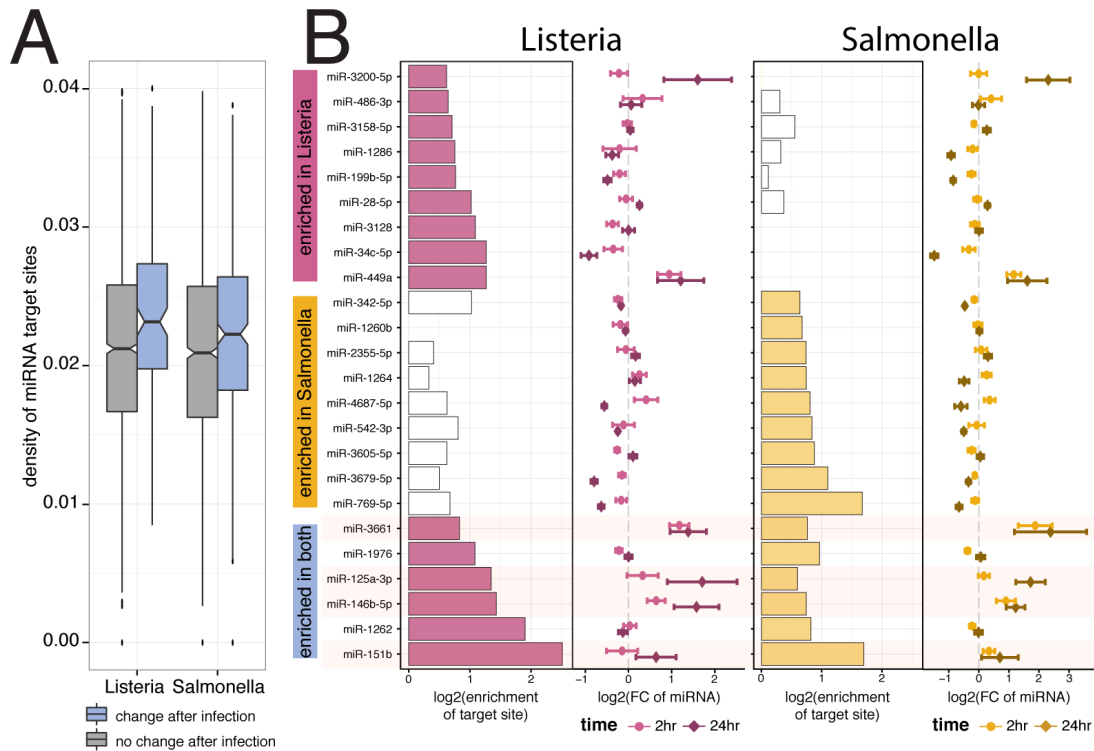 A
B
Listeria
Salmonella
density of miRNA target sites
0.04
0.03
0.02
0.01
0.00
Listeria
Salmonella
change after infection
no change after infection
enriched in Listeria
enriched in Salmonella
enriched in both
miR-3200-5p
miR-486-3p
miR-3158-5p
miR-1286
miR-199b-5p
miR-28-5p
miR-3128
miR-34c-5p
miR-449a
miR-342-5p
miR-1260b
miR-2355-5p
miR-1264
miR-4687-5p
miR-542-3p
miR-3605-5p
miR-3679-5p
miR-769-5p
miR-3661
miR-1976
miR-125a-3p
miR-146b-5p
miR-1262
miR-151b
0 1 2
log2(enrichment
of target site)
−1 0 1 2
log2(FC of miRNA)
time 2hr 24hr
0 1 2
log2(enrichment
of target site)
−1 0 1 2 3
log2(FC of miRNA)
time 2hr 24hr